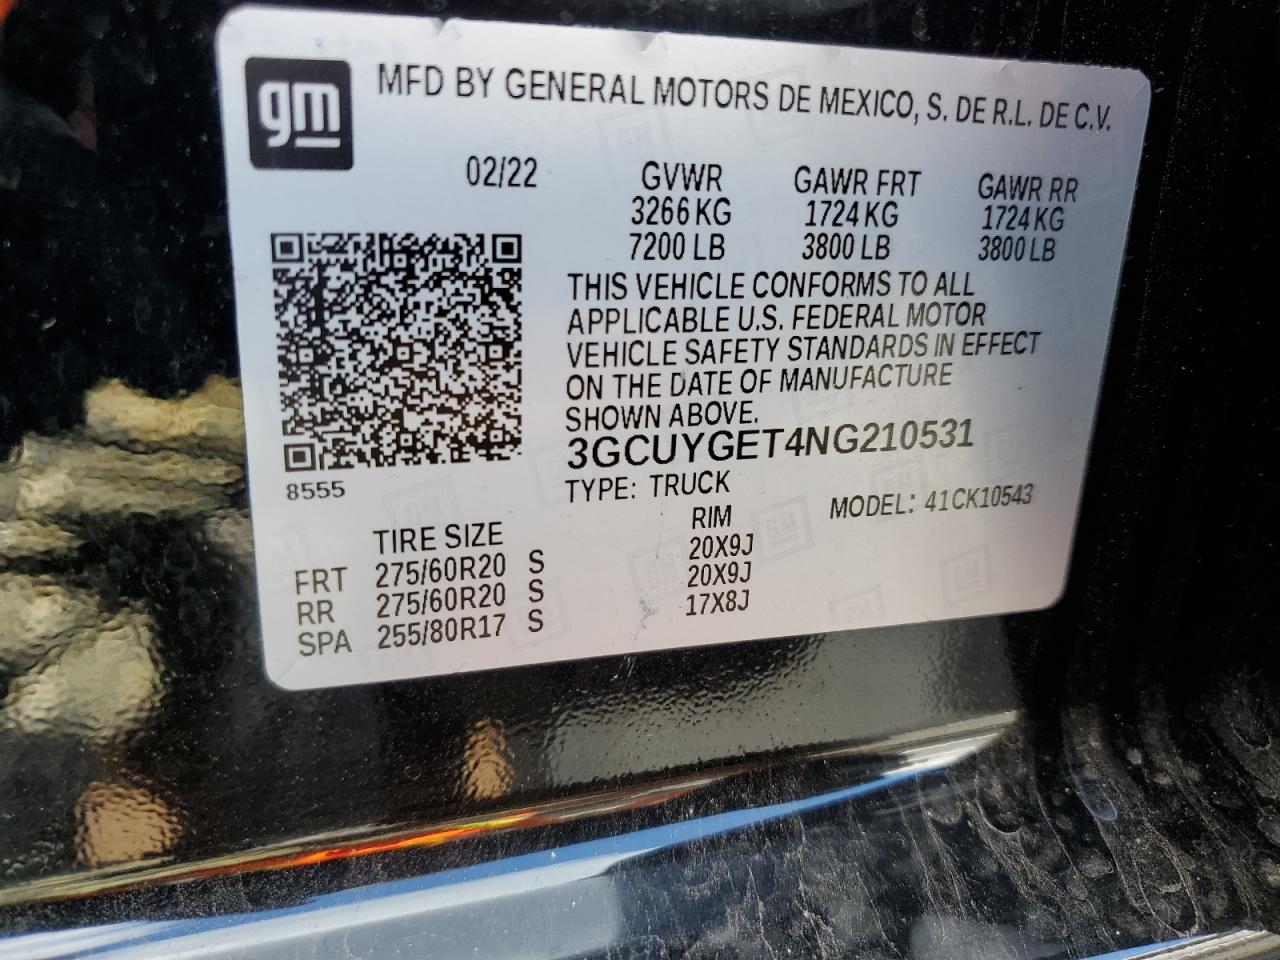 gm
MFD BY GENERAL MOTORS DE MEXICO, S. DE R.L. DE C.V.
02/22
GVWR GAWR FRT GAWR RR
3266 KG 1724 KG 1724 KG
7200 LB 3800 LB 3800 LB
THIS VEHICLE CONFORMS TO ALL
APPLICABLE U.S. FEDERAL MOTOR
VEHICLE SAFETY STANDARDS IN EFFECT
ON THE DATE OF MANUFACTURE
SHOWN ABOVE.
3GCUYGET4NG210531
8555
TYPE: TRUCK MODEL: 41CK10543
TIRE SIZE RIM
FRT 275/60R20 S 20X9J
RR 275/60R20 S 20X9J
SPA 255/80R17 S 17X8J